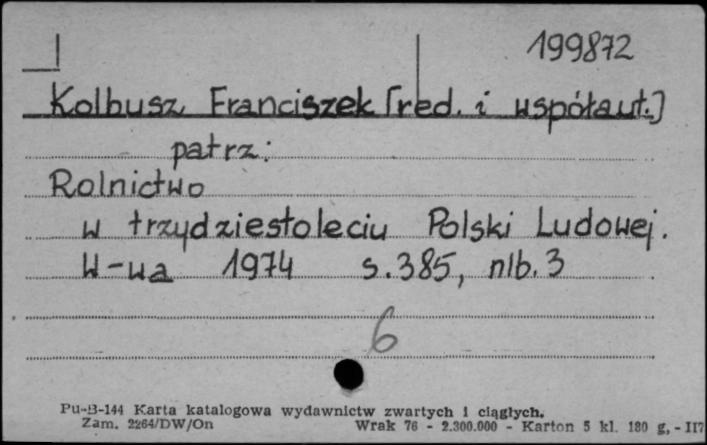 199872
Kolbusz Franciszek [red. i współaut.]
patrz:
Rolnictwo
w trzydziestoleciu Polski Ludowej.
W-wa 1974 s. 385, nlb. 3
6
Pu-B-144 Karta katalogowa wydawnictw zwartych i ciągłych.
Zam. 2264/DW/On Wrak 76 - 2.300.000 - Karton 5 kl. 180 g, - II7